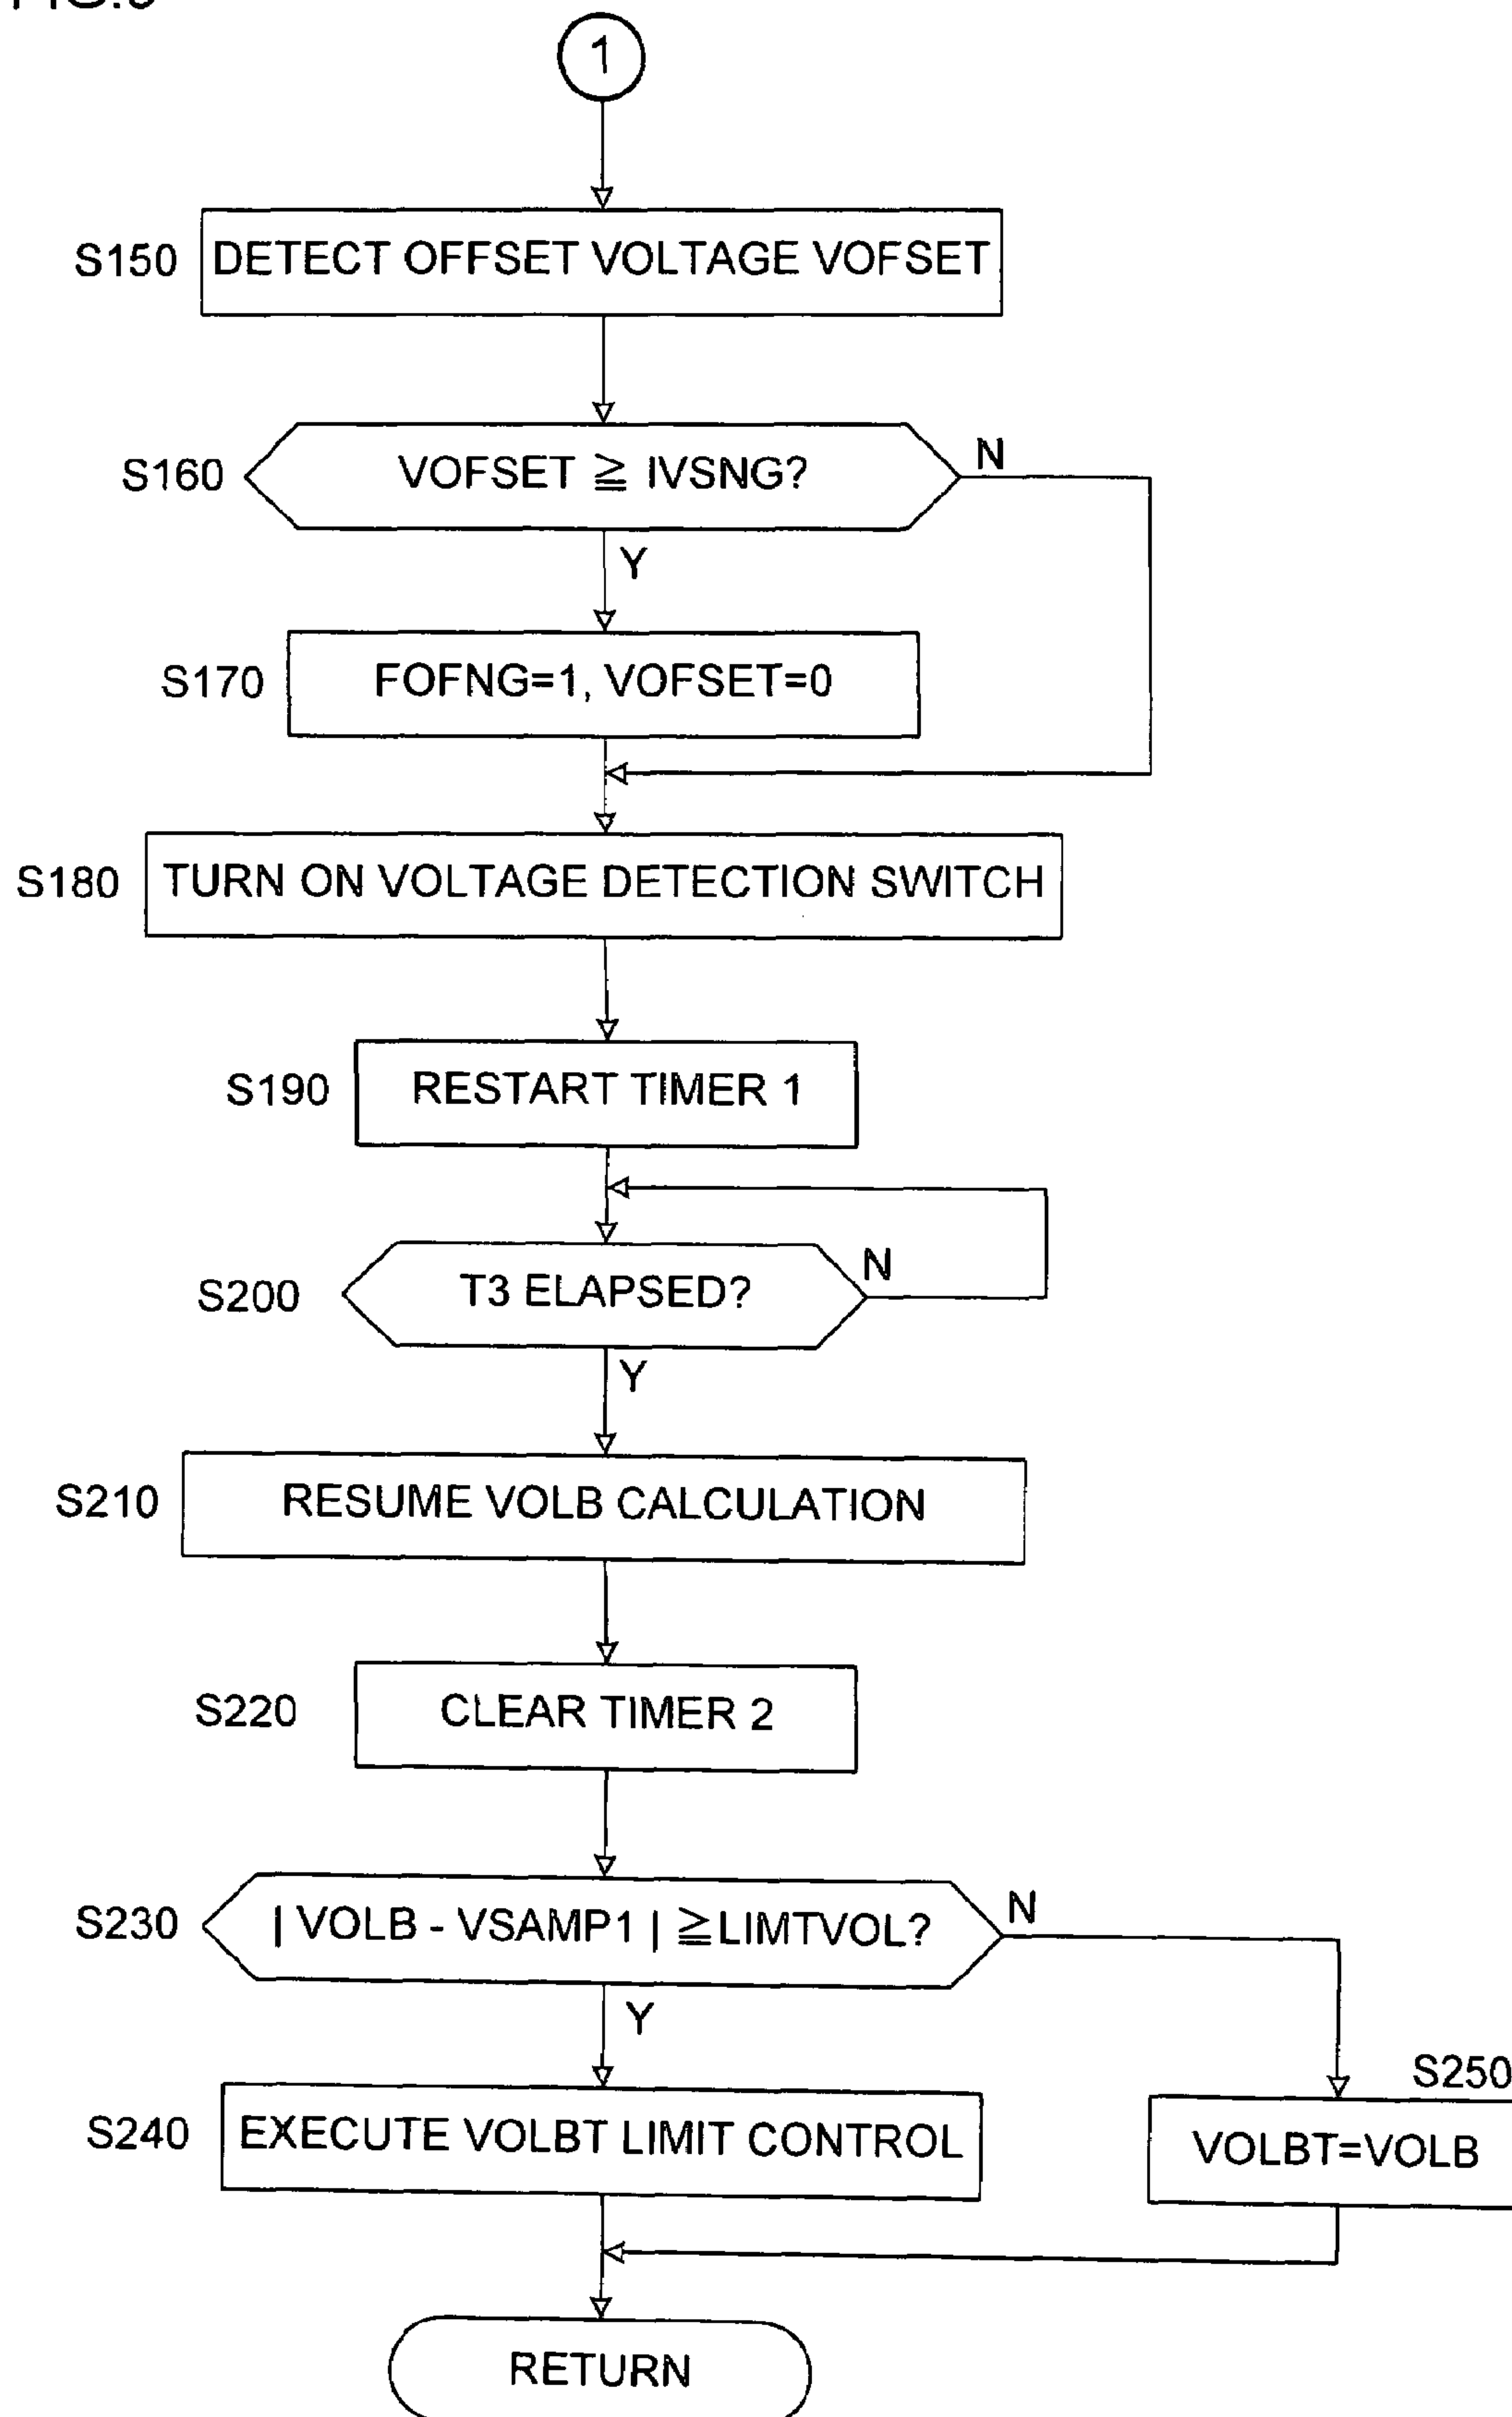 1
S150 DETECT OFFSET VOLTAGE VOFSET
S160 VOFSET ≧ IVSNG? N
Y
S170 FOFNG=1, VOFSET=0
S180 TURN ON VOLTAGE DETECTION SWITCH
S190 RESTART TIMER 1
S200 T3 ELAPSED? N
Y
S210 RESUME VOLB CALCULATION
S220 CLEAR TIMER 2
S230 | VOLB - VSAMP1 | ≧LIMTVOL? N
Y
S250
S240 EXECUTE VOLBT LIMIT CONTROL
VOLBT=VOLB
RETURN